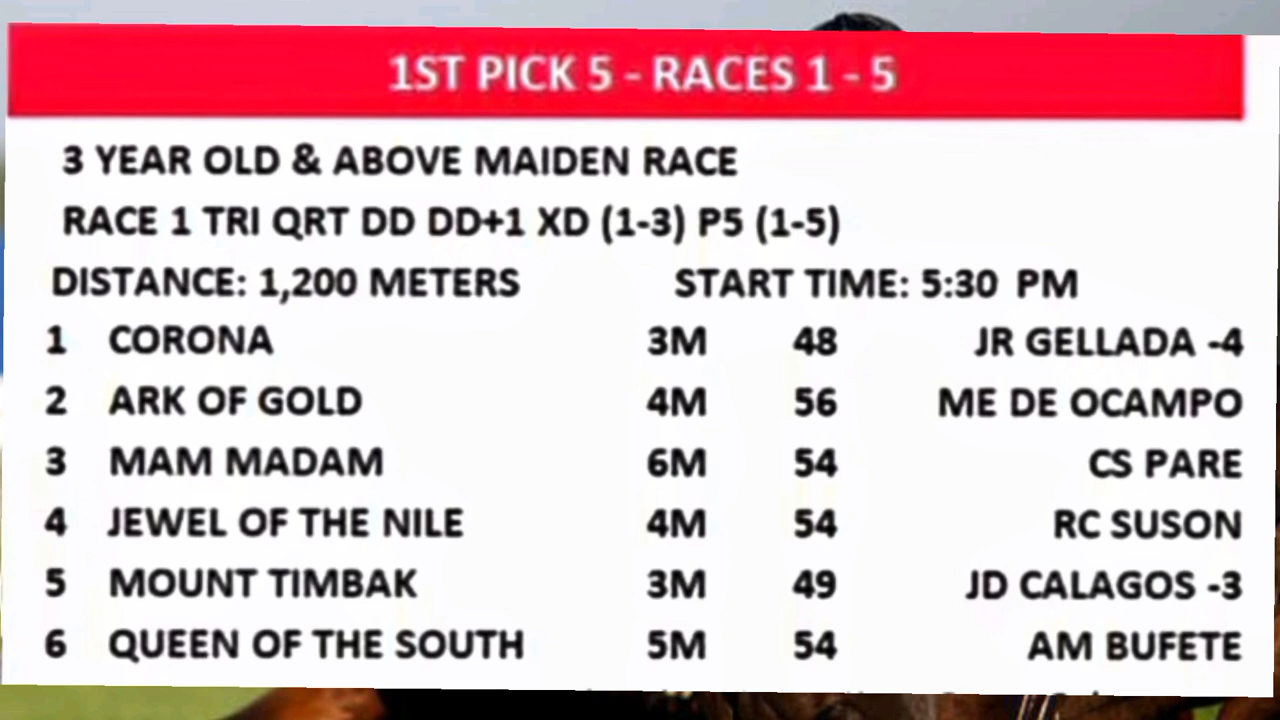 1ST PICK 5 - RACES 1 - 5
3 YEAR OLD & ABOVE MAIDEN RACE
RACE 1 TRI QRT DD DD+1 XD (1-3) P5 (1-5)
DISTANCE: 1,200 METERS START TIME: 5:30 PM
1 CORONA 3M 48 JR GELLADA -4
2 ARK OF GOLD 4M 56 ME DE OCAMPO
3 MAM MADAM 6M 54 CS PARE
4 JEWEL OF THE NILE 4M 54 RC SUSON
5 MOUNT TIMBAK 3M 49 JD CALAGOS -3
6 QUEEN OF THE SOUTH 5M 54 AM BUFETE